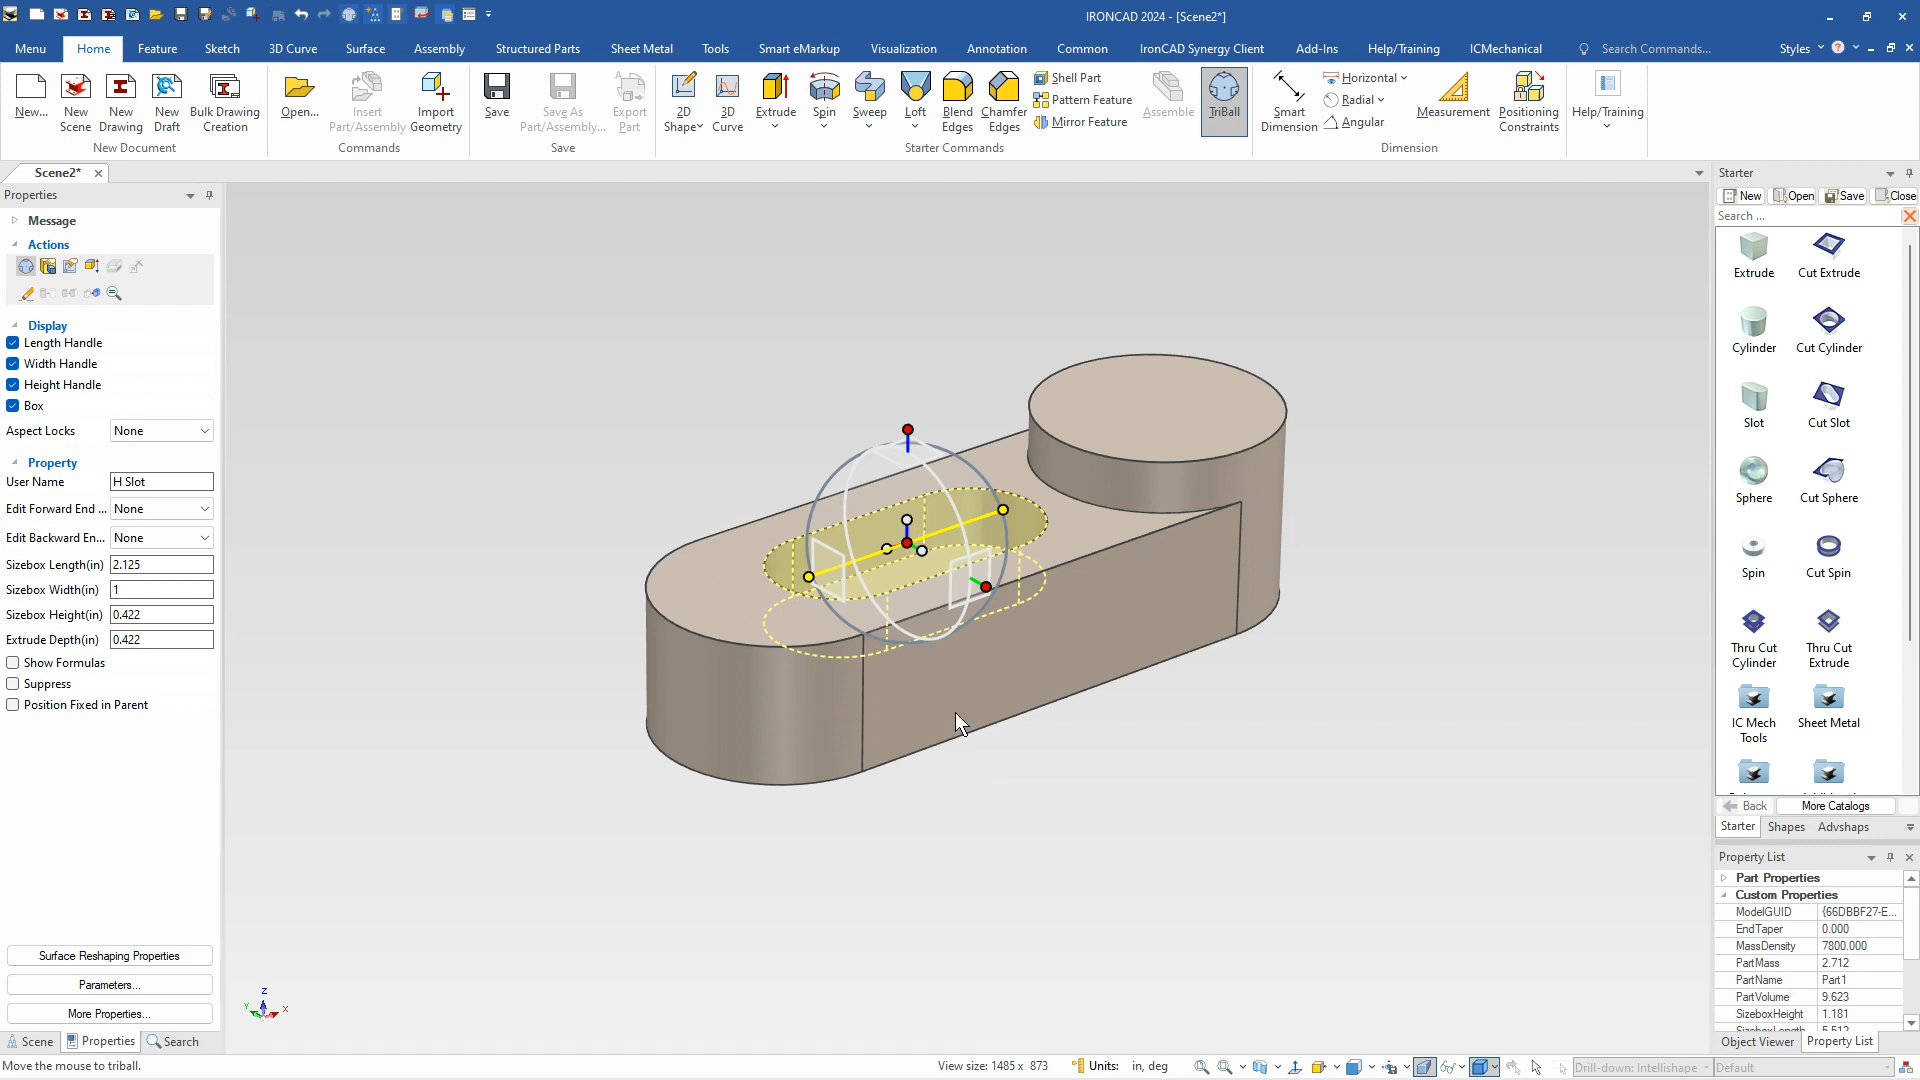 IRONCAD 2024 - [Scene2*]
Menu Home Feature Sketch 3D Curve Surface Assembly Structured Parts Sheet Metal Tools Smart eMarkup Visualization Annotation Common IronCAD Synergy Client Add-Ins Help/Training ICMechanical Search Commands... Styles
New... New Scene New Drawing New Draft Bulk Drawing Creation
New Document
Open... Insert Part/Assembly Import Geometry
Commands
Save Save As Part/Assembly... Export Part
Save
2D Shape 3D Curve Extrude Spin Sweep Loft Blend Edges Chamfer Edges
Shell Part
Pattern Feature
Mirror Feature
Assemble TriBall
Starter Commands
Smart Dimension
Horizontal
Radial
Angular
Measurement Positioning Constraints
Dimension
Help/Training
Scene2*
Properties
Message
Actions
Display
Length Handle
Width Handle
Height Handle
Box
Aspect Locks None
Property
User Name H Slot
Edit Forward End ... None
Edit Backward En... None
Sizebox Length(in) 2.125
Sizebox Width(in) 1
Sizebox Height(in) 0.422
Extrude Depth(in) 0.422
Show Formulas
Suppress
Position Fixed in Parent
Surface Reshaping Properties
Parameters...
More Properties...
Scene Properties Search
Z
Y X
Starter
New Open Save Close
Search ...
Extrude Cut Extrude
Cylinder Cut Cylinder
Slot Cut Slot
Sphere Cut Sphere
Spin Cut Spin
Thru Cut Cylinder Thru Cut Extrude
IC Mech Tools Sheet Metal
Back More Catalogs
Starter Shapes Advshaps
Property List
Part Properties
Custom Properties
ModelGUID {66DBBF27-E...
EndTaper 0.000
MassDensity 7800.000
PartMass 2.712
PartName Part1
PartVolume 9.623
SizeboxHeight 1.181
SizeboxLength 5.512
Object Viewer Property List
Move the mouse to triball.
View size: 1485 x 873
Units: in, deg
Drill-down: Intellishape
Default